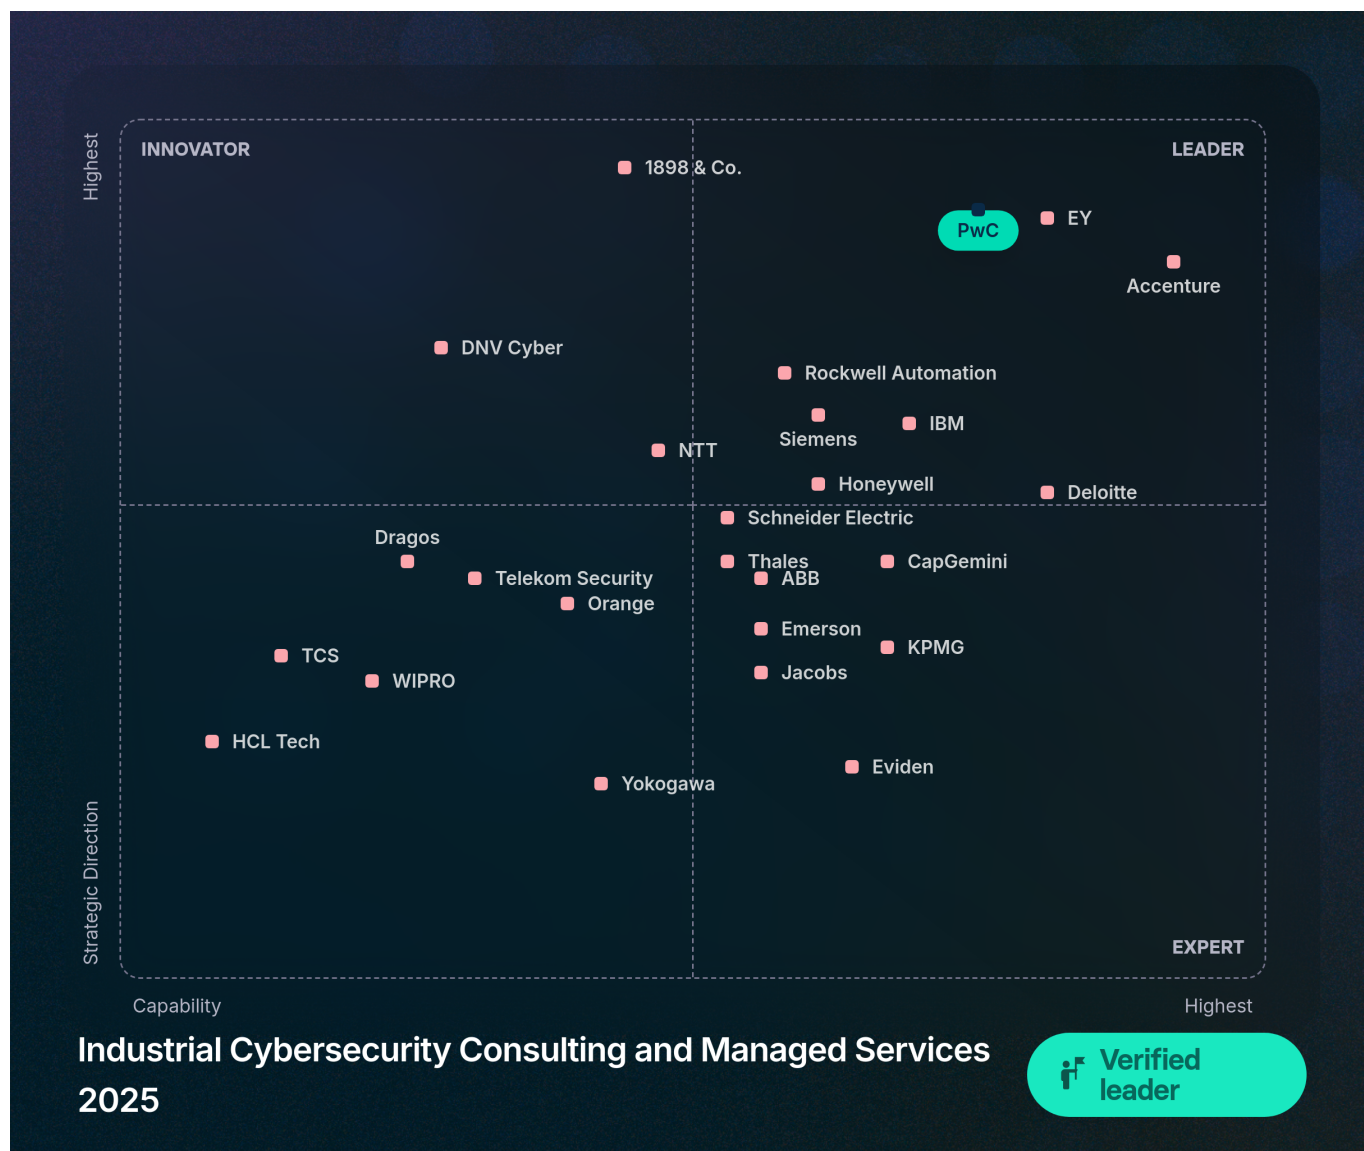 Highest
INNOVATOR
LEADER
1898 & Co.
EY
PwC
Accenture
DNV Cyber
Rockwell Automation
IBM
Siemens
NTT
Honeywell
Deloitte
Schneider Electric
Dragos
Thales
CapGemini
Telekom Security
ABB
Orange
Emerson
KPMG
TCS
Jacobs
WIPRO
HCL Tech
Eviden
Yokogawa
Strategic Direction
EXPERT
Capability
Highest
Industrial Cybersecurity Consulting and Managed Services
2025
Verified
leader